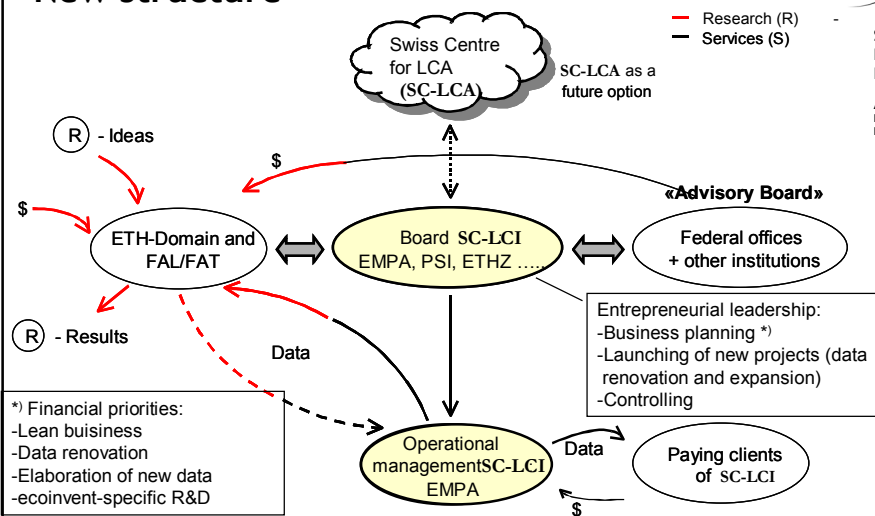 New structure
Research (R)
Services (S)
Swiss Centre
for LCA
(SC-LCA)
SC-LCA as a
future option
R - Ideas
$
$
«Advisory Board»
ETH-Domain and
FAL/FAT
Board SC-LCI
EMPA, PSI, ETHZ .....
Federal offices
+ other institutions
R - Results
Data
Entrepreneurial leadership:
-Business planning *)
-Launching of new projects (data
renovation and expansion)
-Controlling
*) Financial priorities:
-Lean buisiness
-Data renovation
-Elaboration of new data
-ecoinvent-specific R&D
Operational
managementSC-LCI
EMPA
Data
$
Paying clients
of SC-LCI